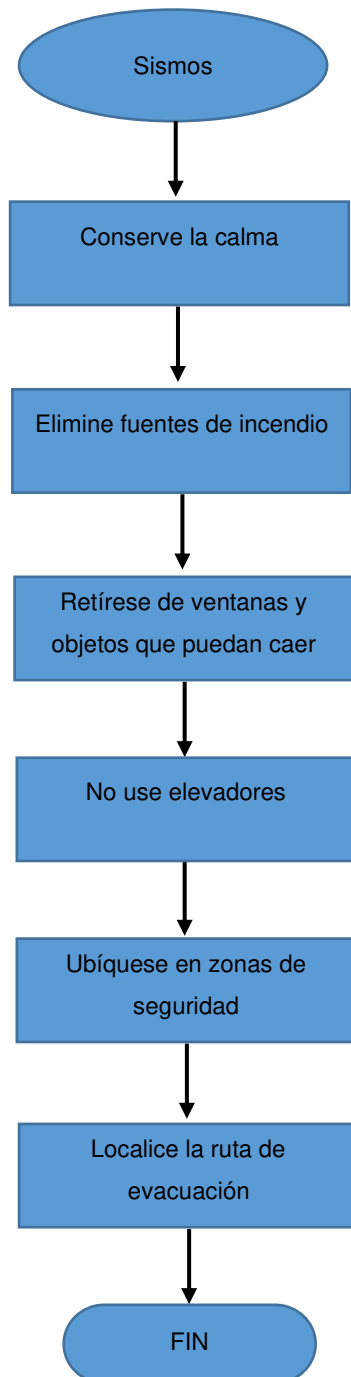 Sismos
Conserve la calma
Elimine fuentes de incendio
Retírese de ventanas y
objetos que puedan caer
No use elevadores
Ubíquese en zonas de
seguridad
Localice la ruta de
evacuación
FIN